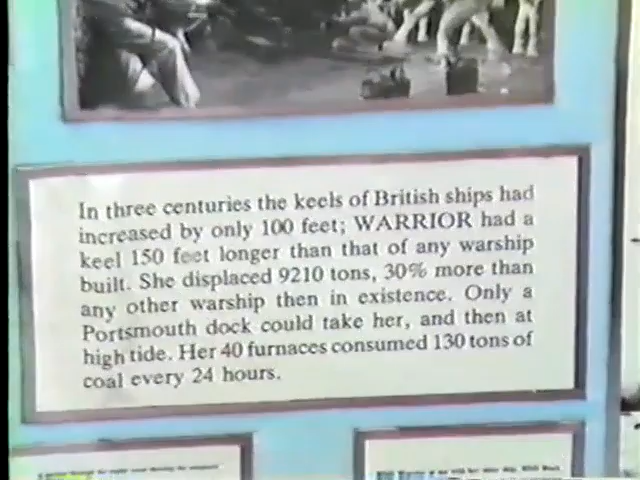 In three centuries the keels of British ships had
increased by only 100 feet; WARRIOR had a
keel 150 feet longer than that of any warship
built. She displaced 9210 tons, 30% more than
any other warship then in existence. Only a
Portsmouth dock could take her, and then at
high tide. Her 40 furnaces consumed 130 tons of
coal every 24 hours.